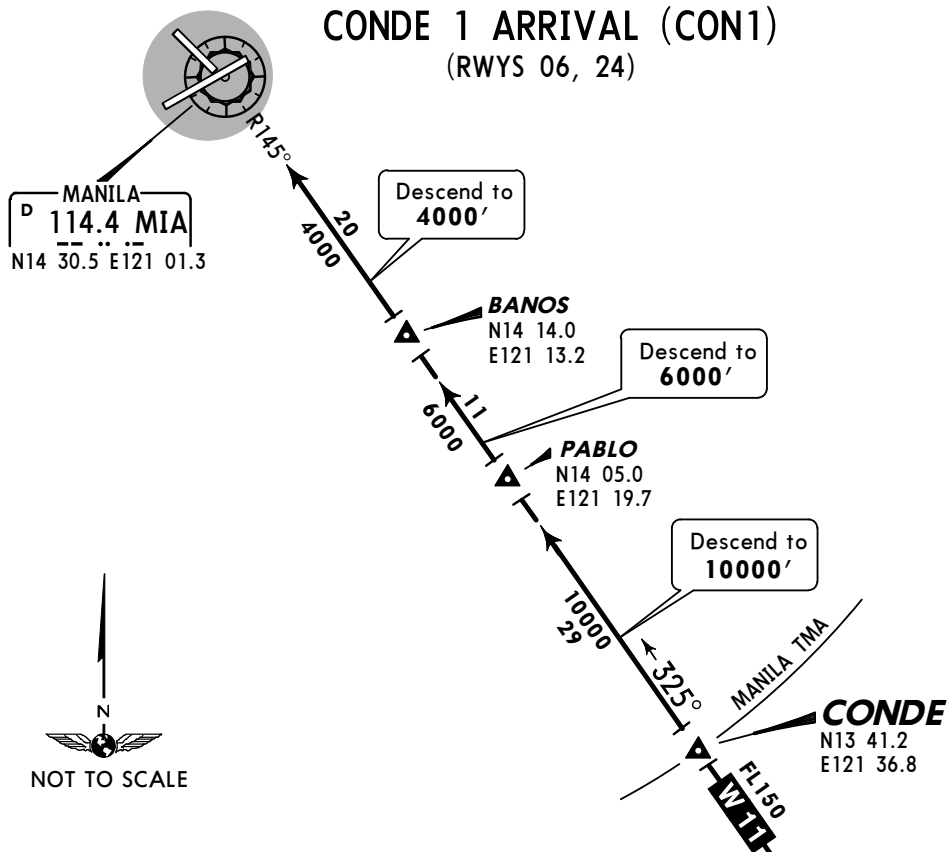 CONDE 1 ARRIVAL (CON1)
(RWYS 06, 24)
R145°
MANILA
D 114.4 MIA
N14 30.5 E121 01.3
20
4000
Descend to
4000′
BANOS
N14 14.0
E121 13.2
11
6000
Descend to
6000′
PABLO
N14 05.0
E121 19.7
10000
29
Descend to
10000′
325°
MANILA TMA
CONDE
N13 41.2
E121 36.8
FL150
W 11
N
NOT TO SCALE